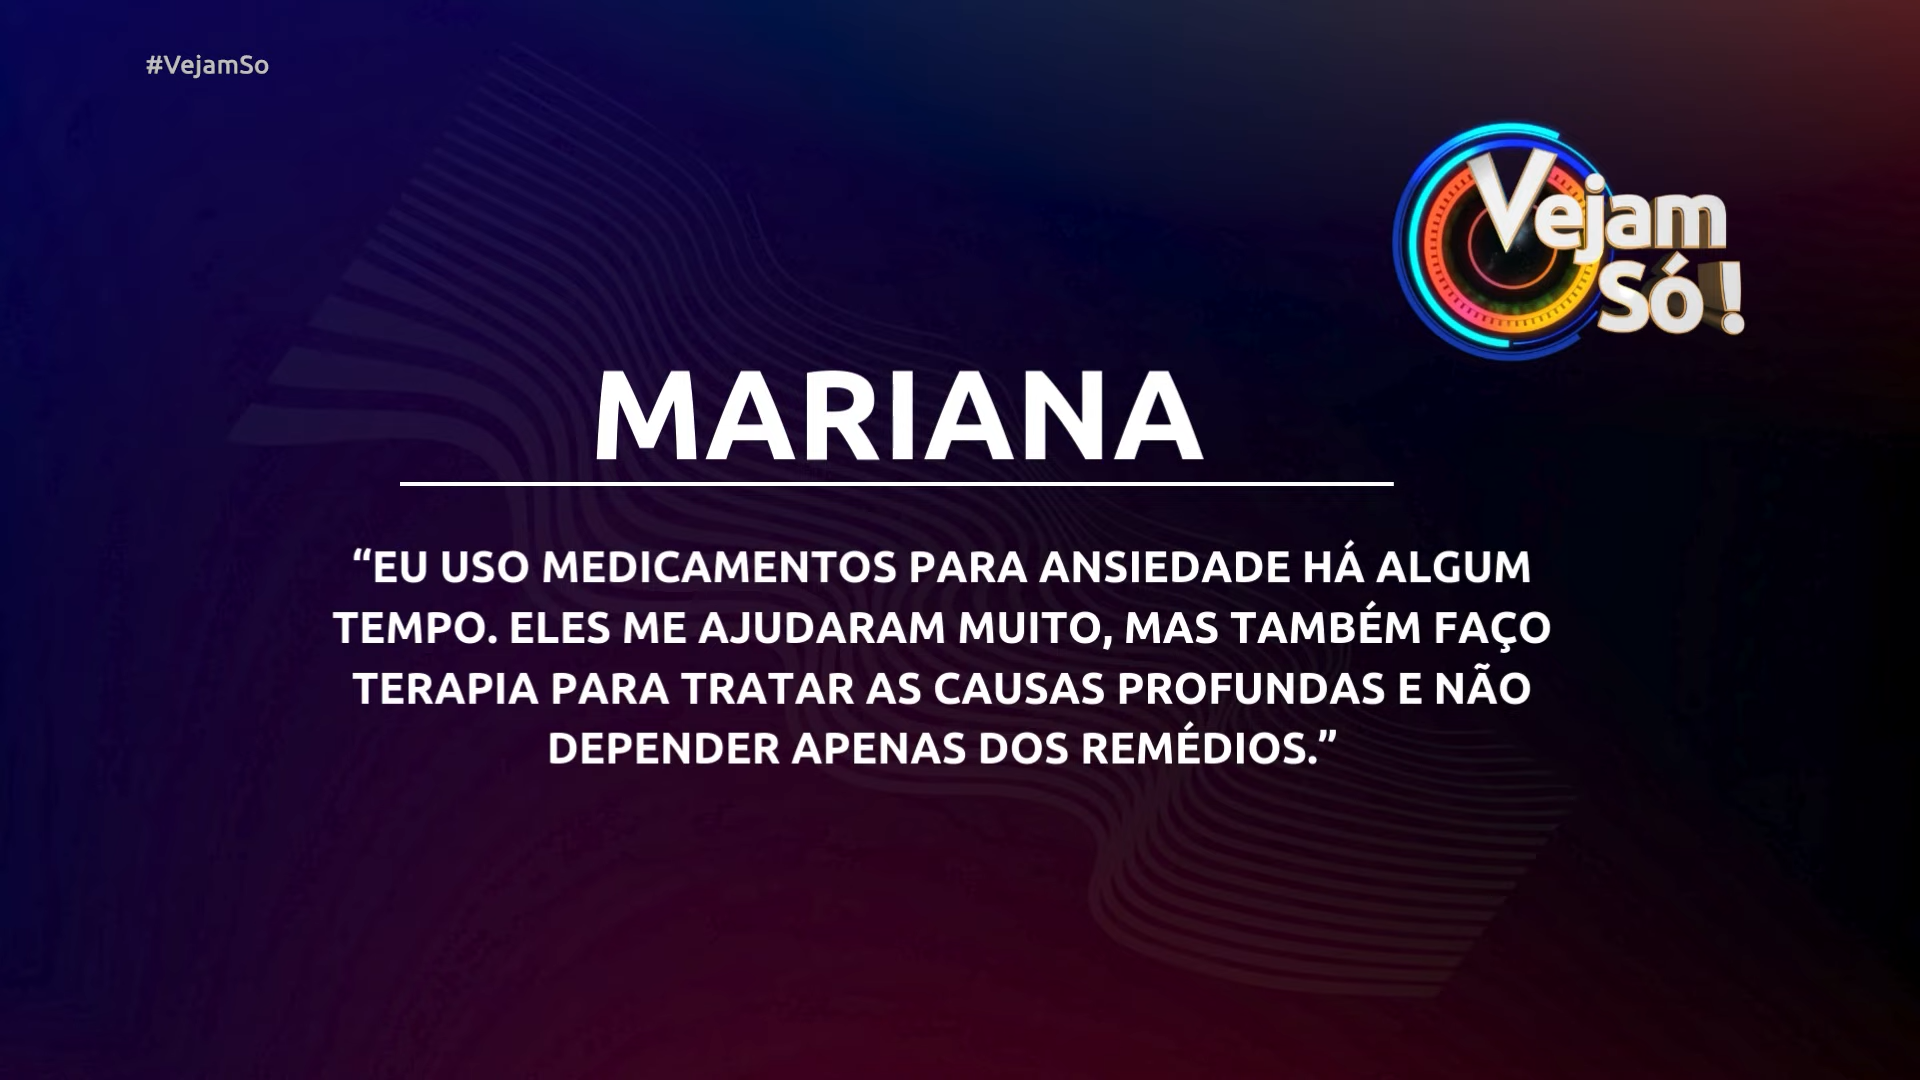 #VejamSo
Vejam
Só!
MARIANA
“EU USO MEDICAMENTOS PARA ANSIEDADE HÁ ALGUM
TEMPO. ELES ME AJUDARAM MUITO, MAS TAMBÉM FAÇO
TERAPIA PARA TRATAR AS CAUSAS PROFUNDAS E NÃO
DEPENDER APENAS DOS REMÉDIOS.”